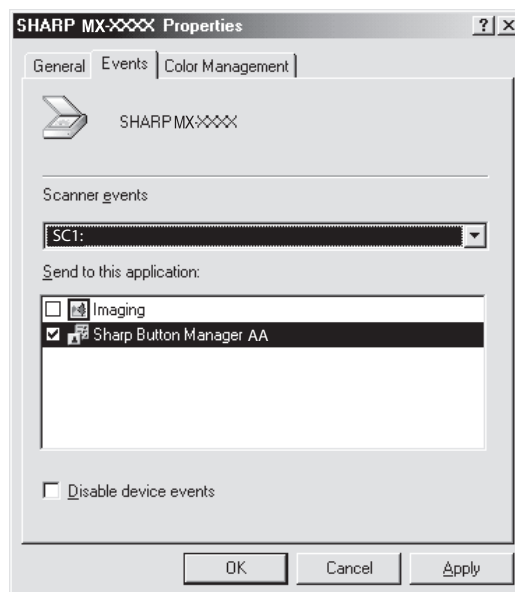 SHARP MX-XXXX Properties
General Events Color Management
SHARP MX-XXXX
Scanner events
SC1:
Send to this application:
Imaging
Sharp Button Manager AA
Disable device events
OK Cancel Apply